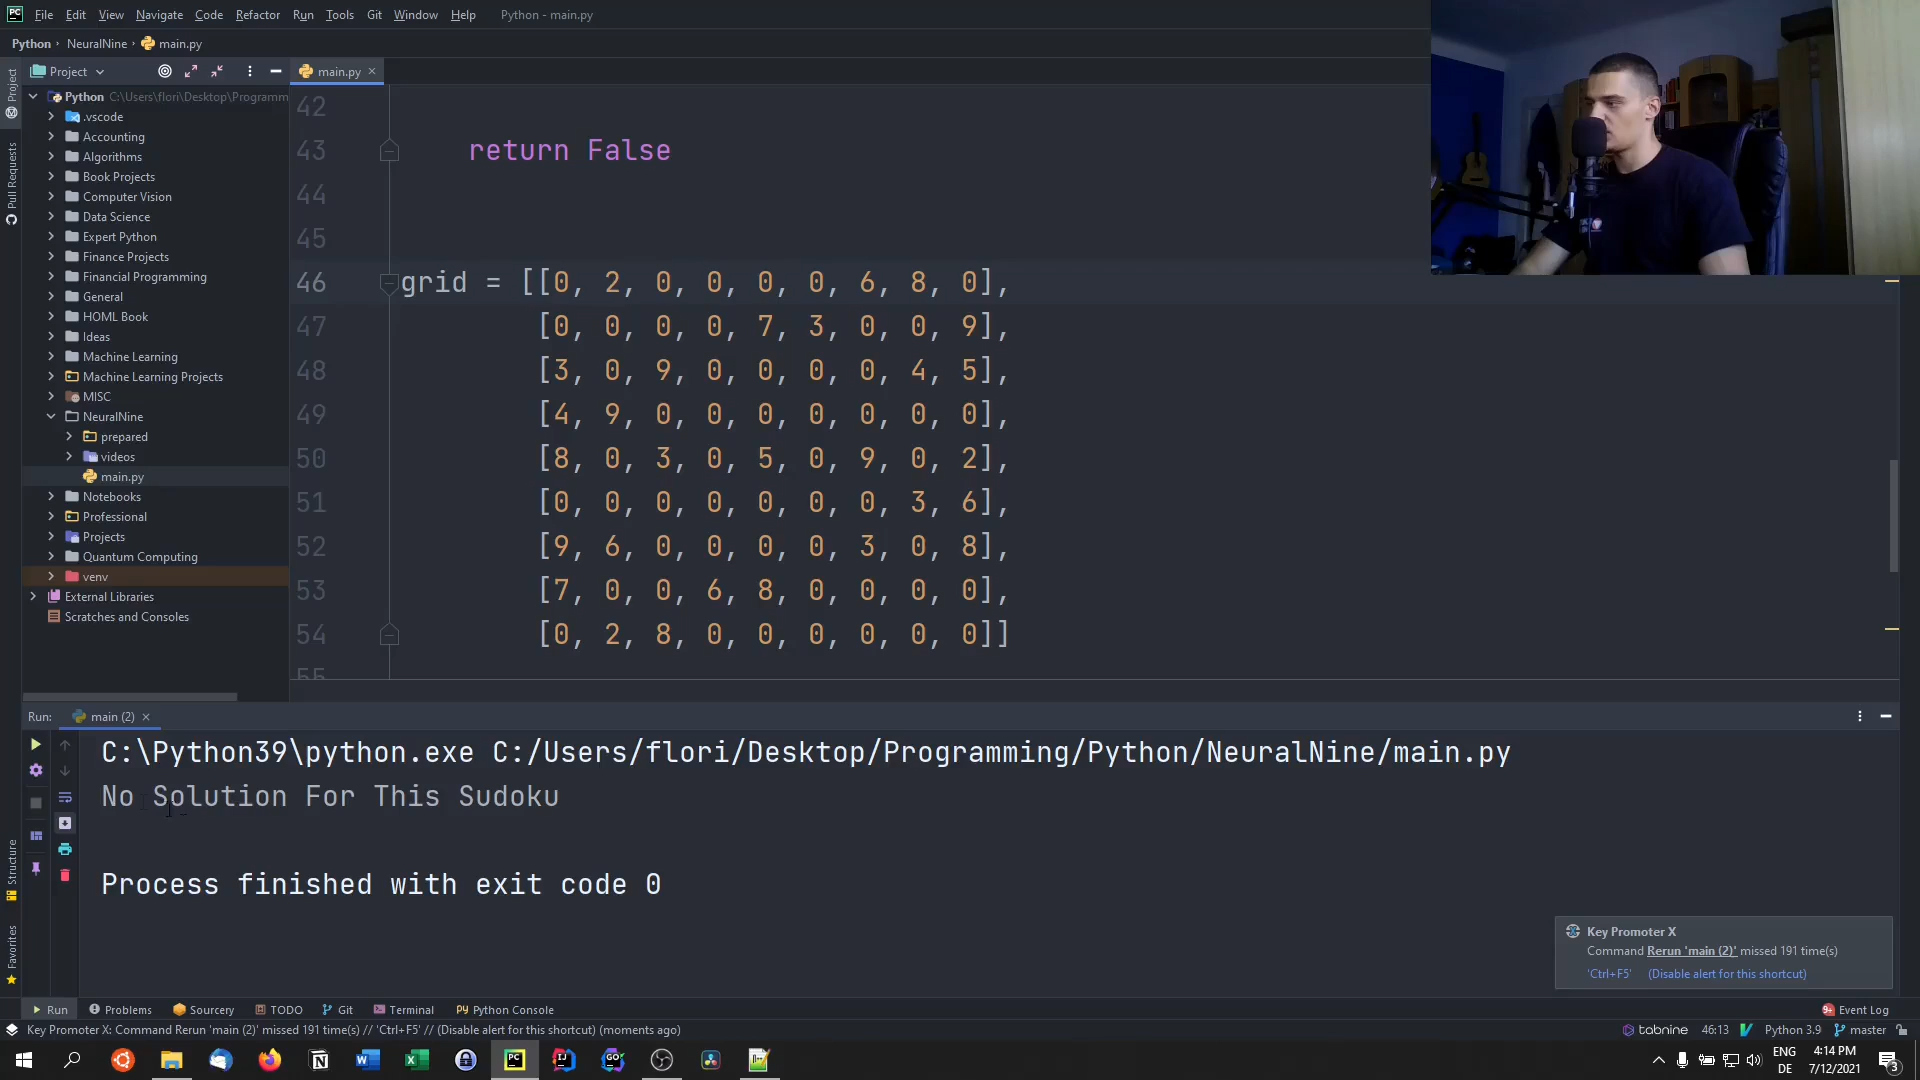 File Edit View Navigate Code Refactor Run Tools Git Window Help Python - main.py
Python NeuralNine main.py
Project main.py
Project
Pull Requests
Structure
Favorites
Python C:\Users\flori\Desktop\Programm
.vscode
Accounting
Algorithms
Book Projects
Computer Vision
Data Science
Expert Python
Finance Projects
Financial Programming
General
HOML Book
Ideas
Machine Learning
Machine Learning Projects
MISC
NeuralNine
prepared
videos
main.py
Notebooks
Professional
Projects
Quantum Computing
venv
External Libraries
Scratches and Consoles
42
43 return False
44
45
46 grid = [[0, 2, 0, 0, 0, 0, 6, 8, 0],
47 [0, 0, 0, 0, 7, 3, 0, 0, 9],
48 [3, 0, 9, 0, 0, 0, 0, 4, 5],
49 [4, 9, 0, 0, 0, 0, 0, 0, 0],
50 [8, 0, 3, 0, 5, 0, 9, 0, 2],
51 [0, 0, 0, 0, 0, 0, 0, 3, 6],
52 [9, 6, 0, 0, 0, 0, 3, 0, 8],
53 [7, 0, 0, 6, 8, 0, 0, 0, 0],
54 [0, 2, 8, 0, 0, 0, 0, 0, 0]]
55
Run: main (2)
C:\Python39\python.exe C:/Users/flori/Desktop/Programming/Python/NeuralNine/main.py
No Solution For This Sudoku
Process finished with exit code 0
Key Promoter X
Command Rerun 'main (2)' missed 191 time(s)
'Ctrl+F5' (Disable alert for this shortcut)
Run Problems Sourcery TODO Git Terminal Python Console Event Log
Key Promoter X: Command Rerun 'main (2)' missed 191 time(s) // 'Ctrl+F5' // (Disable alert for this shortcut) (moments ago) tabnine 46:13 Python 3.9 master
ENG 4:14 PM
DE 7/12/2021 3